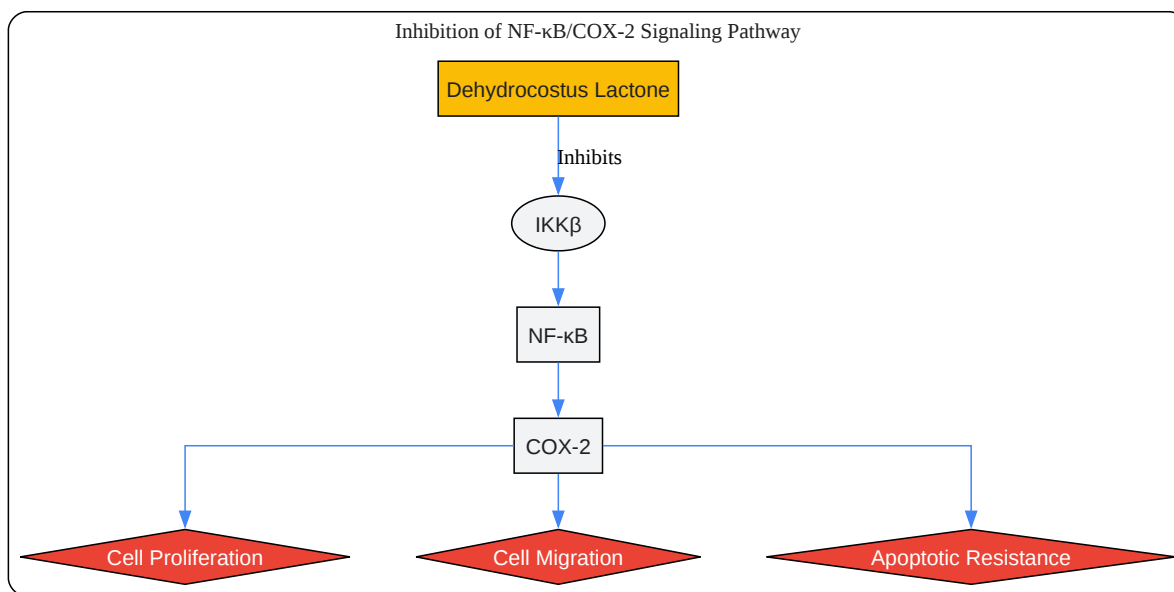 Inhibition of NF-κB/COX-2 Signaling Pathway
Dehydrocostus Lactone
Inhibits
IKKβ
NF-κB
COX-2
Cell Proliferation
Cell Migration
Apoptotic Resistance